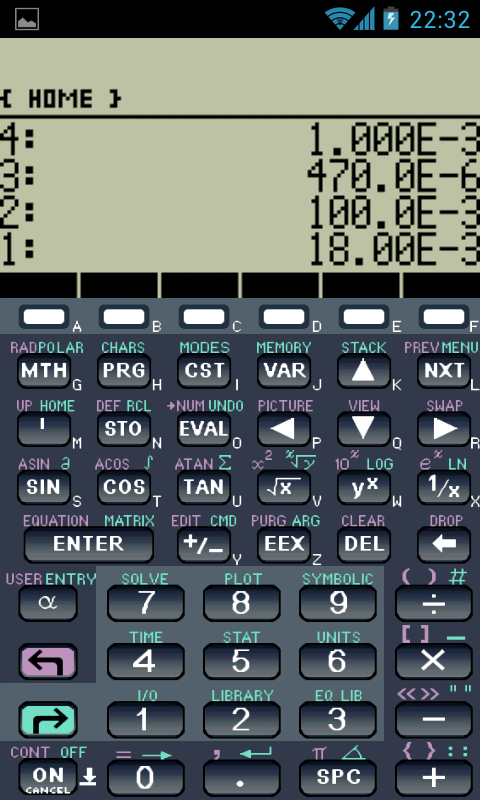 22:32
{ HOME }
4: 1.000E-3
3: 470.0E-6
2: 100.0E-3
1: 18.00E-3
A B C D E F
RAD POLAR CHARS MODES MEMORY STACK PREV MENU
MTH G PRG H CST I VAR J ▲ K NXT L
UP HOME DEF RCL →NUM UNDO PICTURE VIEW SWAP
' M STO N EVAL O ◀ P ▼ Q ▶ R
ASIN ∂ ACOS ∫ ATAN Σ x² ˣ√y 10ˣ LOG eˣ LN
SIN S COS T TAN U √x V yˣ W 1/x X
EQUATION MATRIX EDIT CMD PURG ARG CLEAR DROP
ENTER +/− Y EEX Z DEL ←
USER ENTRY SOLVE PLOT SYMBOLIC ( ) #
α 7 8 9 ÷
TIME STAT UNITS [ ] _
4 5 6 ×
I/O LIBRARY EQ LIB «» " "
1 2 3 −
CONT OFF = → , ↵ π ∠ { } : :
ON CANCEL 0 . SPC +